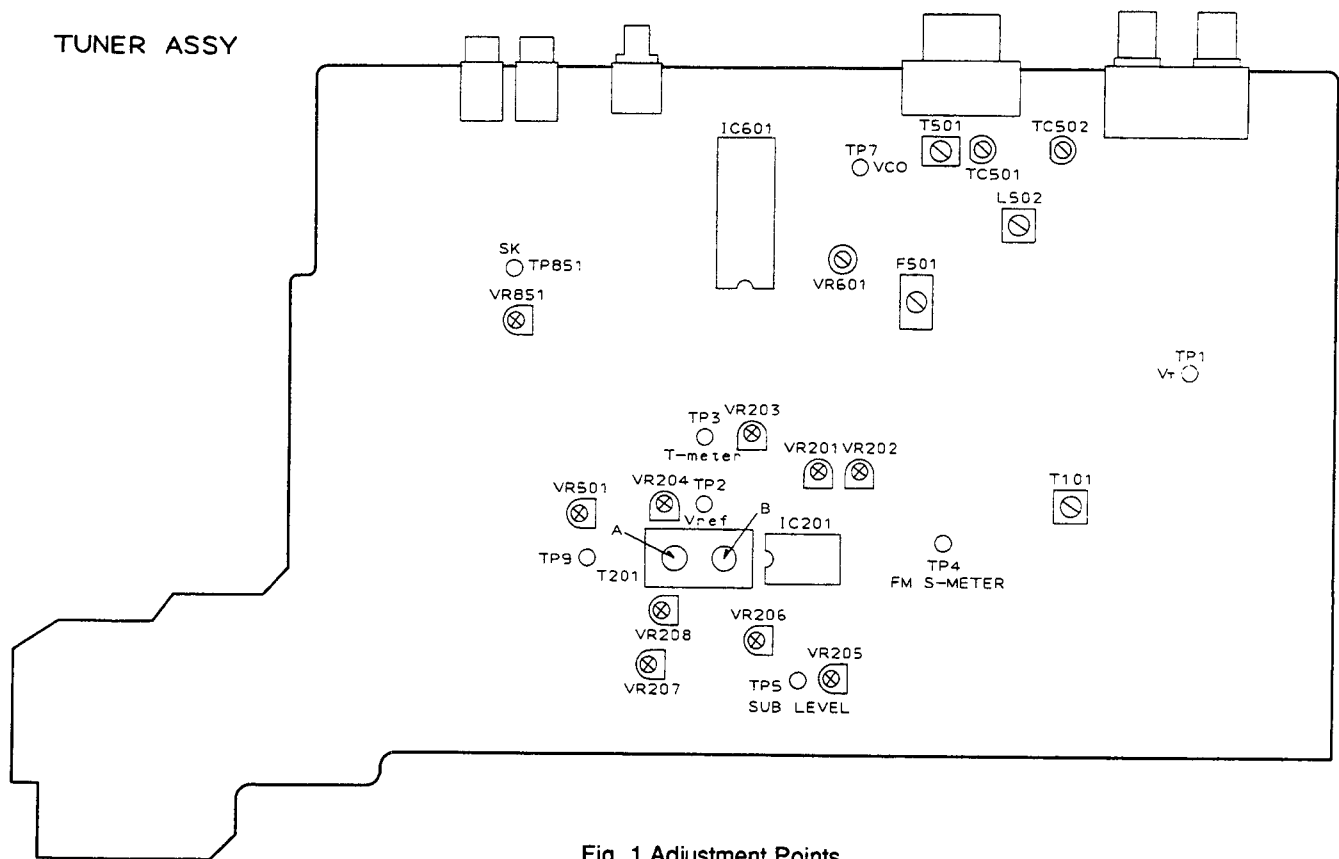 TUNER ASSY
IC601
T501
TC502
TP7
VCO
TC501
L502
SK
TP851
VR601
F501
VR851
TP1
VT
TP3
VR203
T-meter
VR201 VR202
VR501
VR204
TP2
Vref
B
T101
A
IC201
TP9
T201
TP4
FM S-METER
VR208
VR206
VR207
TP5
VR205
SUB LEVEL
Fig. 1 Adjustment Points